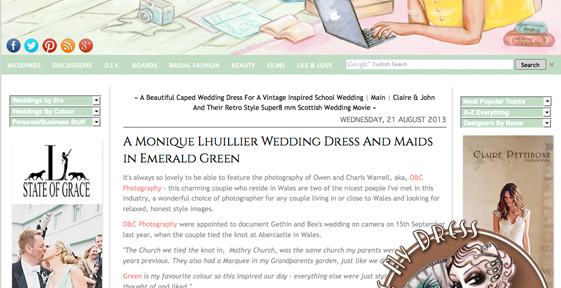 WEDDINGS DISCUSSIONS D.I.Y. BOARDS BRIDAL FASHION BEAUTY FILMS LIFE & LOVE Google Custom Search Search ×
Weddings by Era
Weddings By Colour
Personal/Business Stuff
« A Beautiful Caped Wedding Dress For A Vintage Inspired School Wedding | Main | Claire & John
And Their Retro Style Super8 mm Scottish Wedding Movie »
Most Popular Topics
A-Z Everything
Designers By Name
WEDNESDAY, 21 AUGUST 2013
A Monique Lhuillier Wedding Dress And Maids
in Emerald Green
It's always so lovely to be able to feature the photography of Owen and Charis Warrell, aka, O&C
Photography - this charming couple who reside in Wales are two of the nicest poeple I've met in this
industry, a wonderful choice of photographer for any couple living in or close to Wales and looking for
relaxed, honest style images.
O&C Photography were appointed to document Gethin and Bex's wedding on camera on 15th September
last year, when the couple tied the knot at Abercastle in Wales.
"The Church we tied the knot in, Mathry Church, was the same church my parents were
years previous. They also had a Marquee in my Grandparents garden, just like we d
Green is my favourite colour so this inspired our day - everything else were just style
thought of and liked."
L
STATE OF GRACE
CLAIRE PETTIBONE
THY DRESS